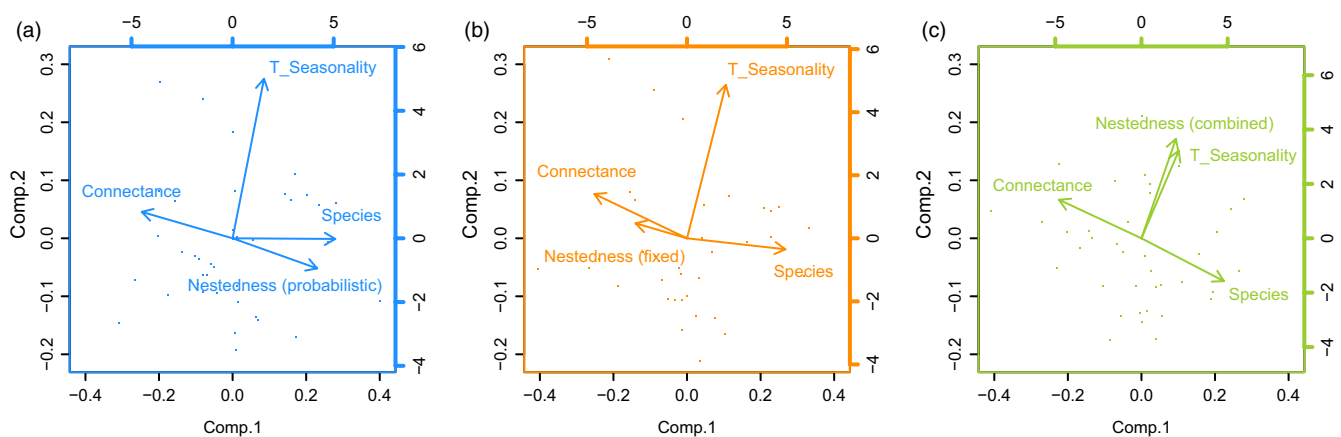 (a)
−5 0 5
0.3
0.2
0.1
0.0
−0.1
−0.2
Comp.2
T_Seasonality
Connectance
Species
Nestedness (probabilistic)
6
4
2
0
−2
−4
−0.4 −0.2 0.0 0.2 0.4
Comp.1
(b)
−5 0 5
0.3
0.2
0.1
0.0
−0.1
−0.2
Comp.2
T_Seasonality
Connectance
Nestedness (fixed)
Species
6
4
2
0
−2
−4
−0.4 −0.2 0.0 0.2 0.4
Comp.1
(c)
−5 0 5
0.3
0.2
0.1
0.0
−0.1
−0.2
Comp.2
Nestedness (combined)
T_Seasonality
Connectance
Species
6
4
2
0
−2
−4
−0.4 −0.2 0.0 0.2 0.4
Comp.1